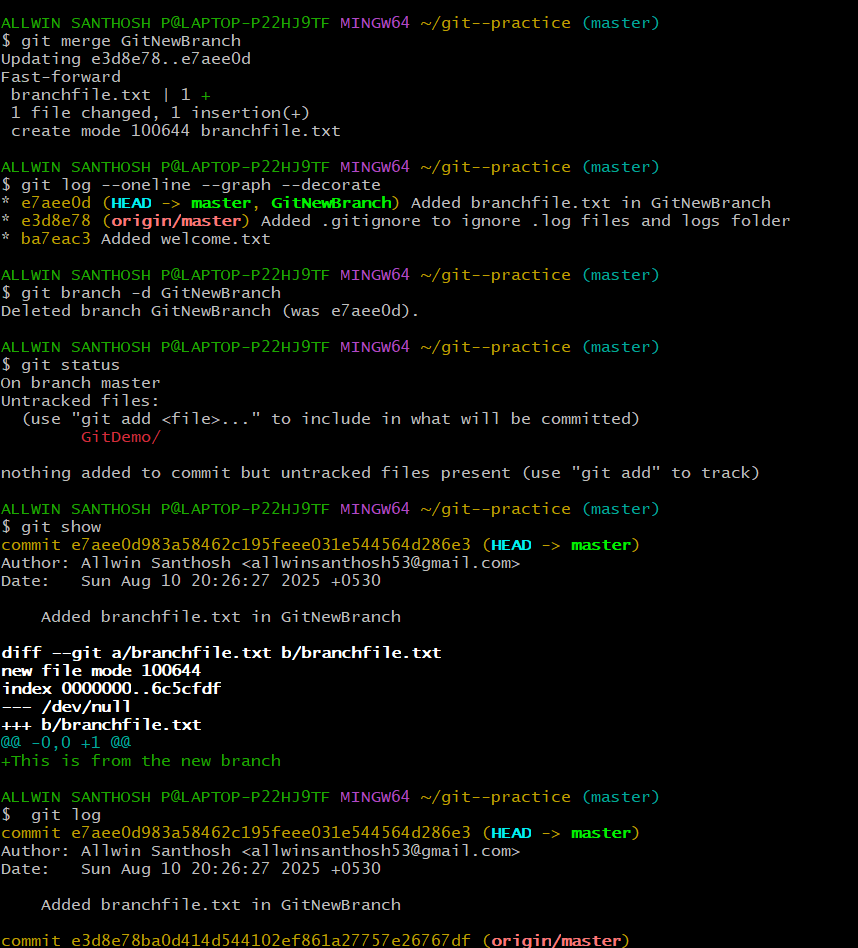 ALLWIN SANTHOSH P@LAPTOP-P22HJ9TF MINGW64 ~/git--practice (master)
$ git merge GitNewBranch
Updating e3d8e78..e7aee0d
Fast-forward
 branchfile.txt | 1 +
 1 file changed, 1 insertion(+)
 create mode 100644 branchfile.txt

ALLWIN SANTHOSH P@LAPTOP-P22HJ9TF MINGW64 ~/git--practice (master)
$ git log --oneline --graph --decorate
* e7aee0d (HEAD -> master, GitNewBranch) Added branchfile.txt in GitNewBranch
* e3d8e78 (origin/master) Added .gitignore to ignore .log files and logs folder
* ba7eac3 Added welcome.txt

ALLWIN SANTHOSH P@LAPTOP-P22HJ9TF MINGW64 ~/git--practice (master)
$ git branch -d GitNewBranch
Deleted branch GitNewBranch (was e7aee0d).

ALLWIN SANTHOSH P@LAPTOP-P22HJ9TF MINGW64 ~/git--practice (master)
$ git status
On branch master
Untracked files:
  (use "git add <file>..." to include in what will be committed)
        GitDemo/

nothing added to commit but untracked files present (use "git add" to track)

ALLWIN SANTHOSH P@LAPTOP-P22HJ9TF MINGW64 ~/git--practice (master)
$ git show
commit e7aee0d983a58462c195feee031e544564d286e3 (HEAD -> master)
Author: Allwin Santhosh <allwinsanthosh53@gmail.com>
Date:   Sun Aug 10 20:26:27 2025 +0530

    Added branchfile.txt in GitNewBranch

diff --git a/branchfile.txt b/branchfile.txt
new file mode 100644
index 0000000..6c5cfdf
--- /dev/null
+++ b/branchfile.txt
@@ -0,0 +1 @@
+This is from the new branch

ALLWIN SANTHOSH P@LAPTOP-P22HJ9TF MINGW64 ~/git--practice (master)
$  git log
commit e7aee0d983a58462c195feee031e544564d286e3 (HEAD -> master)
Author: Allwin Santhosh <allwinsanthosh53@gmail.com>
Date:   Sun Aug 10 20:26:27 2025 +0530

    Added branchfile.txt in GitNewBranch

commit e3d8e78ba0d414d544102ef861a27757e26767df (origin/master)